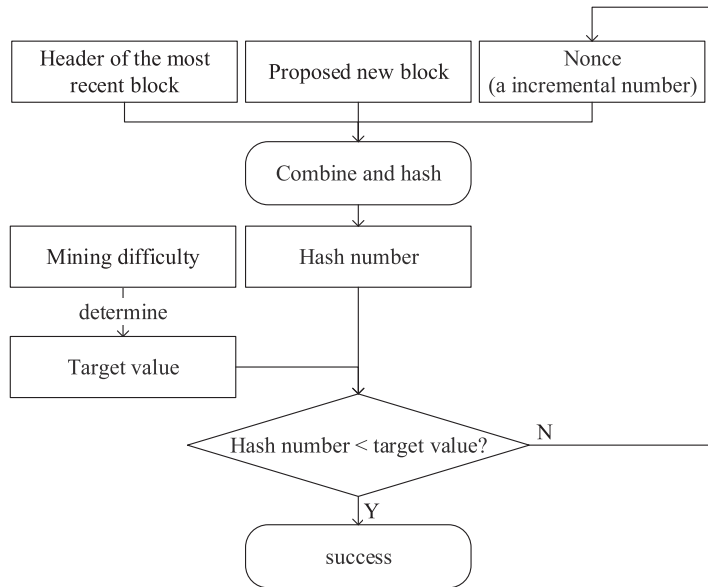 Header of the most
recent block
Proposed new block
Nonce
(a incremental number)
Combine and hash
Mining difficulty
Hash number
determine
Target value
Hash number < target value?
N
Y
success